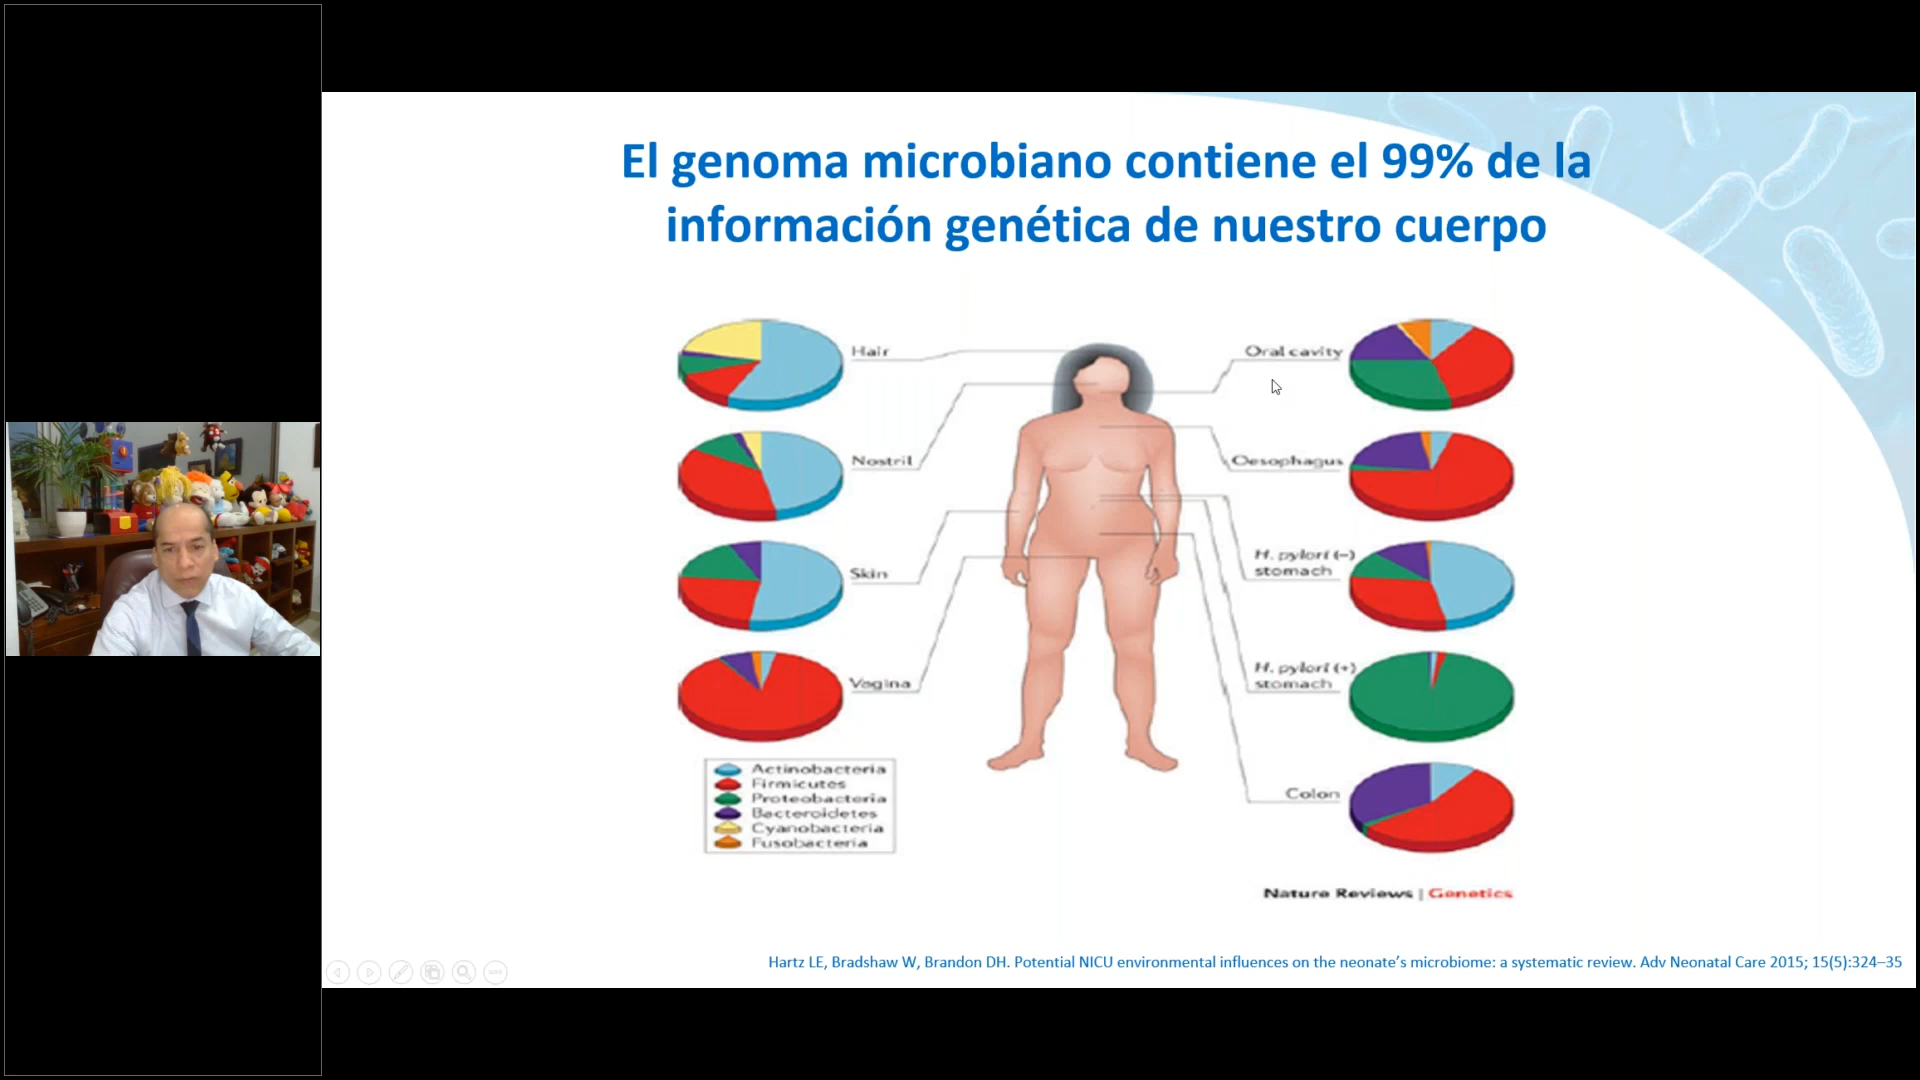 El genoma microbiano contiene el 99% de la
información genética de nuestro cuerpo
Hair
Nostril
Skin
Vagina
Oral cavity
Oesophagus
H. pylori (–)
stomach
H. pylori (+)
stomach
Colon
Actinobacteria
Firmicutes
Proteobacteria
Bacteroidetes
Cyanobacteria
Fusobacteria
Nature Reviews | Genetics
Hartz LE, Bradshaw W, Brandon DH. Potential NICU environmental influences on the neonate’s microbiome: a systematic review. Adv Neonatal Care 2015; 15(5):324–35